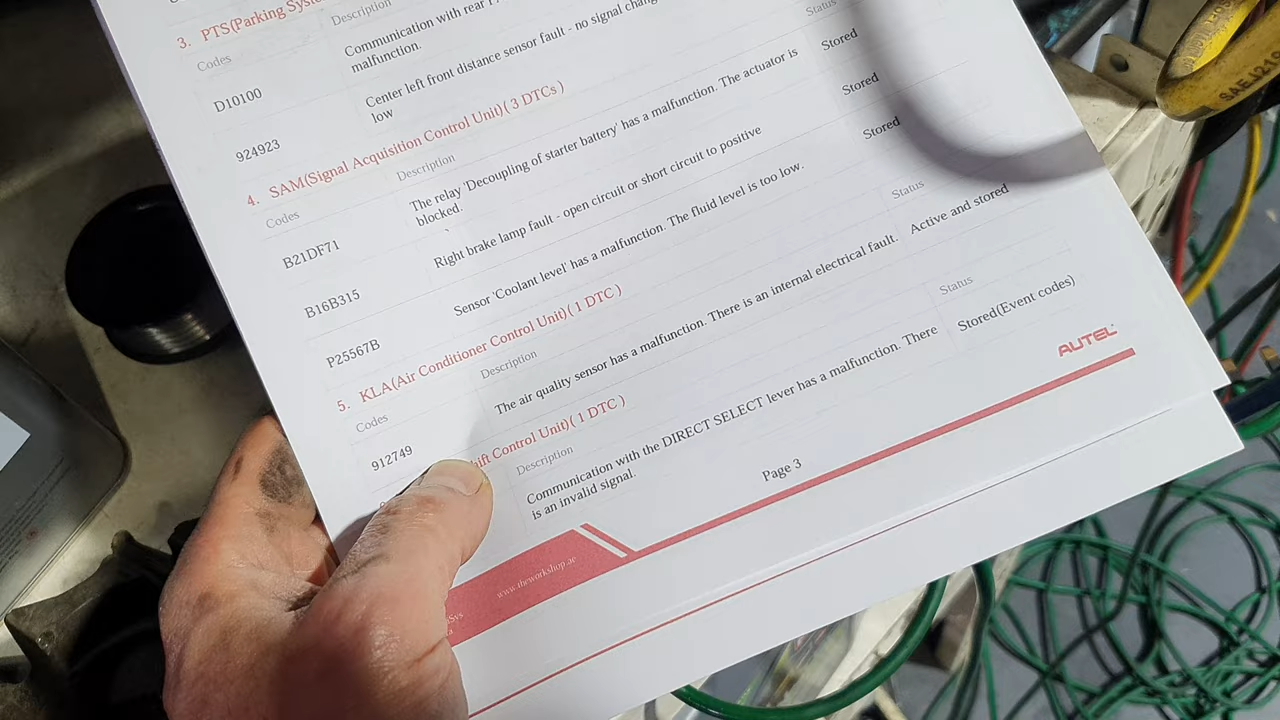 3. PTS(Parking Syste
Description
Codes
Communication with rear
malfunction.
D10100
Center left front distance sensor fault - no signal chang
low
924923
Status
Stored
Stored
4. SAM(Signal Acquisition Control Unit)( 3 DTCs )
Codes
Description
Status
B21DF71
The relay 'Decoupling of starter battery' has a malfunction. The actuator is
blocked.
Stored
B16B315
Right brake lamp fault - open circuit or short circuit to positive
P25567B
Sensor 'Coolant level' has a malfunction. The fluid level is too low.
5. KLA(Air Conditioner Control Unit)( 1 DTC )
Codes
Description
912749
The air quality sensor has a malfunction. There is an internal electrical fault.
Active and stored
ift Control Unit)( 1 DTC )
Description
Status
Communication with the DIRECT SELECT lever has a malfunction. There
is an invalid signal.
Stored(Event codes)
AUTEL
Page 3
www.theworkshop.ae
Sys
SAEJ219